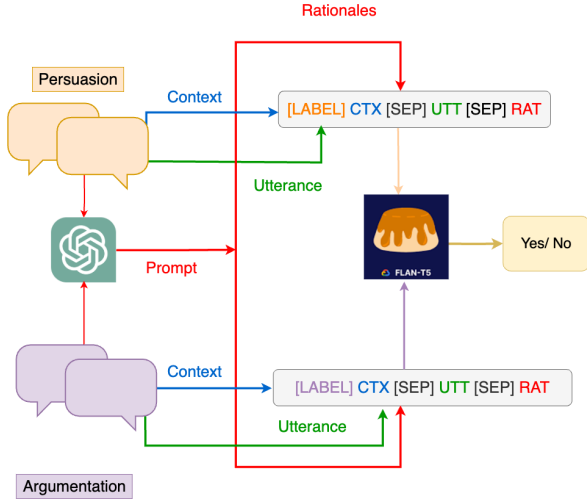 Rationales
Persuasion
Context
[LABEL] CTX [SEP] UTT [SEP] RAT
Utterance
Prompt
FLAN-T5
Yes/ No
Context
[LABEL] CTX [SEP] UTT [SEP] RAT
Utterance
Argumentation